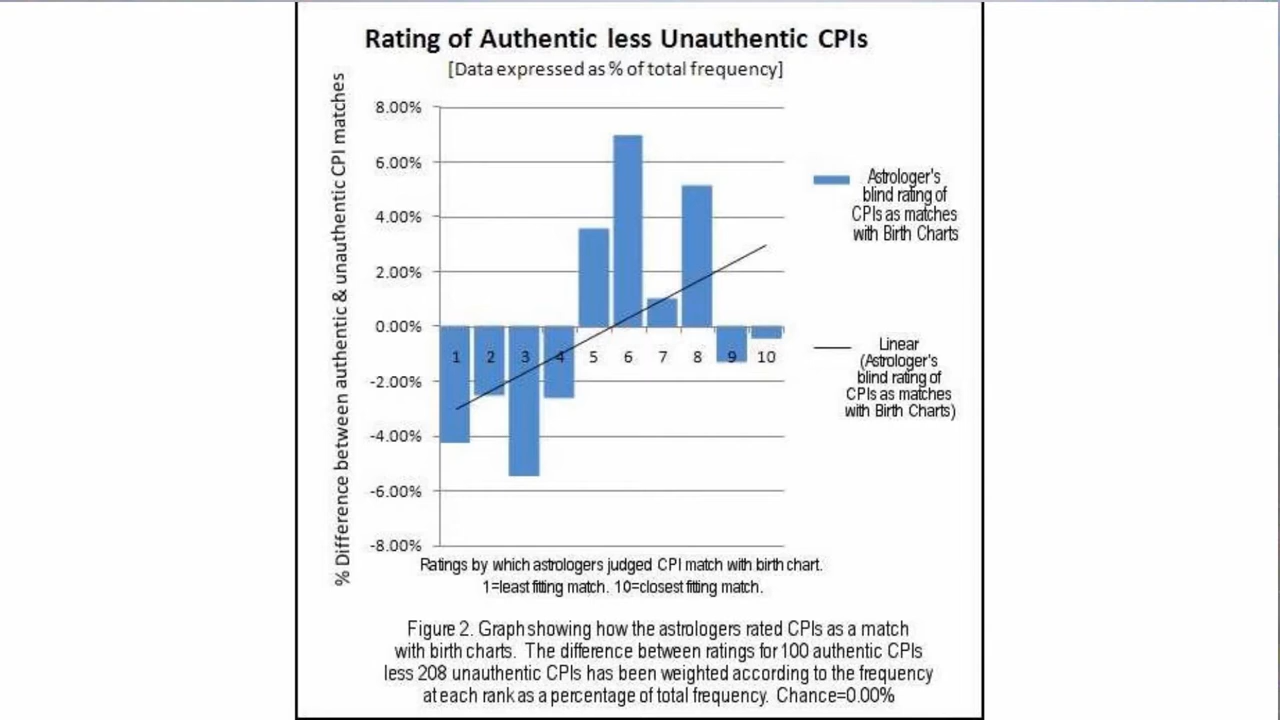 Rating of Authentic less Unauthentic CPIs
[Data expressed as % of total frequency]
% Difference between authentic & unauthentic CPI matches
8.00%
6.00%
4.00%
2.00%
0.00%
-2.00%
-4.00%
-6.00%
-8.00%
1 2 3 4 5 6 7 8 9 10
Astrologer's
blind rating of
CPIs as matches
with Birth Charts
Linear
(Astrologer's
blind rating of
CPIs as matches
with Birth Charts)
Ratings by which astrologers judged CPI match with birth chart.
1=least fitting match. 10=closest fitting match.
Figure 2. Graph showing how the astrologers rated CPIs as a match
with birth charts. The difference between ratings for 100 authentic CPIs
less 208 unauthentic CPIs has been weighted according to the frequency
at each rank as a percentage of total frequency. Chance=0.00%